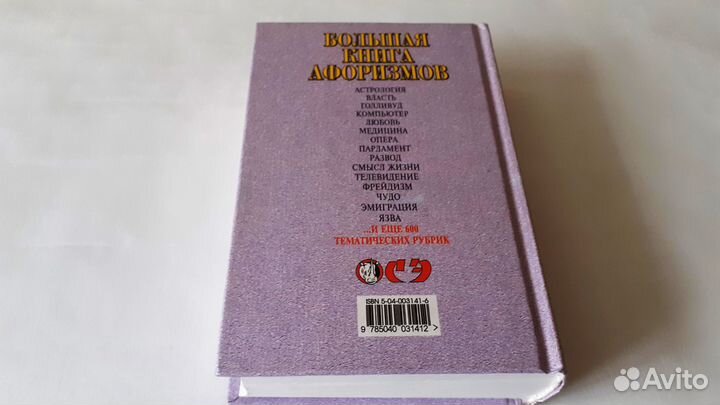 БОЛЬШАЯ
КНИГА
АФОРИЗМОВ
АСТРОЛОГИЯ
ВЛАСТЬ
ГОЛЛИВУД
КОМПЬЮТЕР
ЛЮБОВЬ
МЕДИЦИНА
ОПЕРА
ПАРЛАМЕНТ
РАЗВОД
СМЫСЛ ЖИЗНИ
ТЕЛЕВИДЕНИЕ
ФРЕЙДИЗМ
ЧУДО
ЭМИГРАЦИЯ
ЯЗВА
...И ЕЩЕ 600
ТЕМАТИЧЕСКИХ РУБРИК
ISBN 5-04-003141-6
9 785040 031412 >
Avito